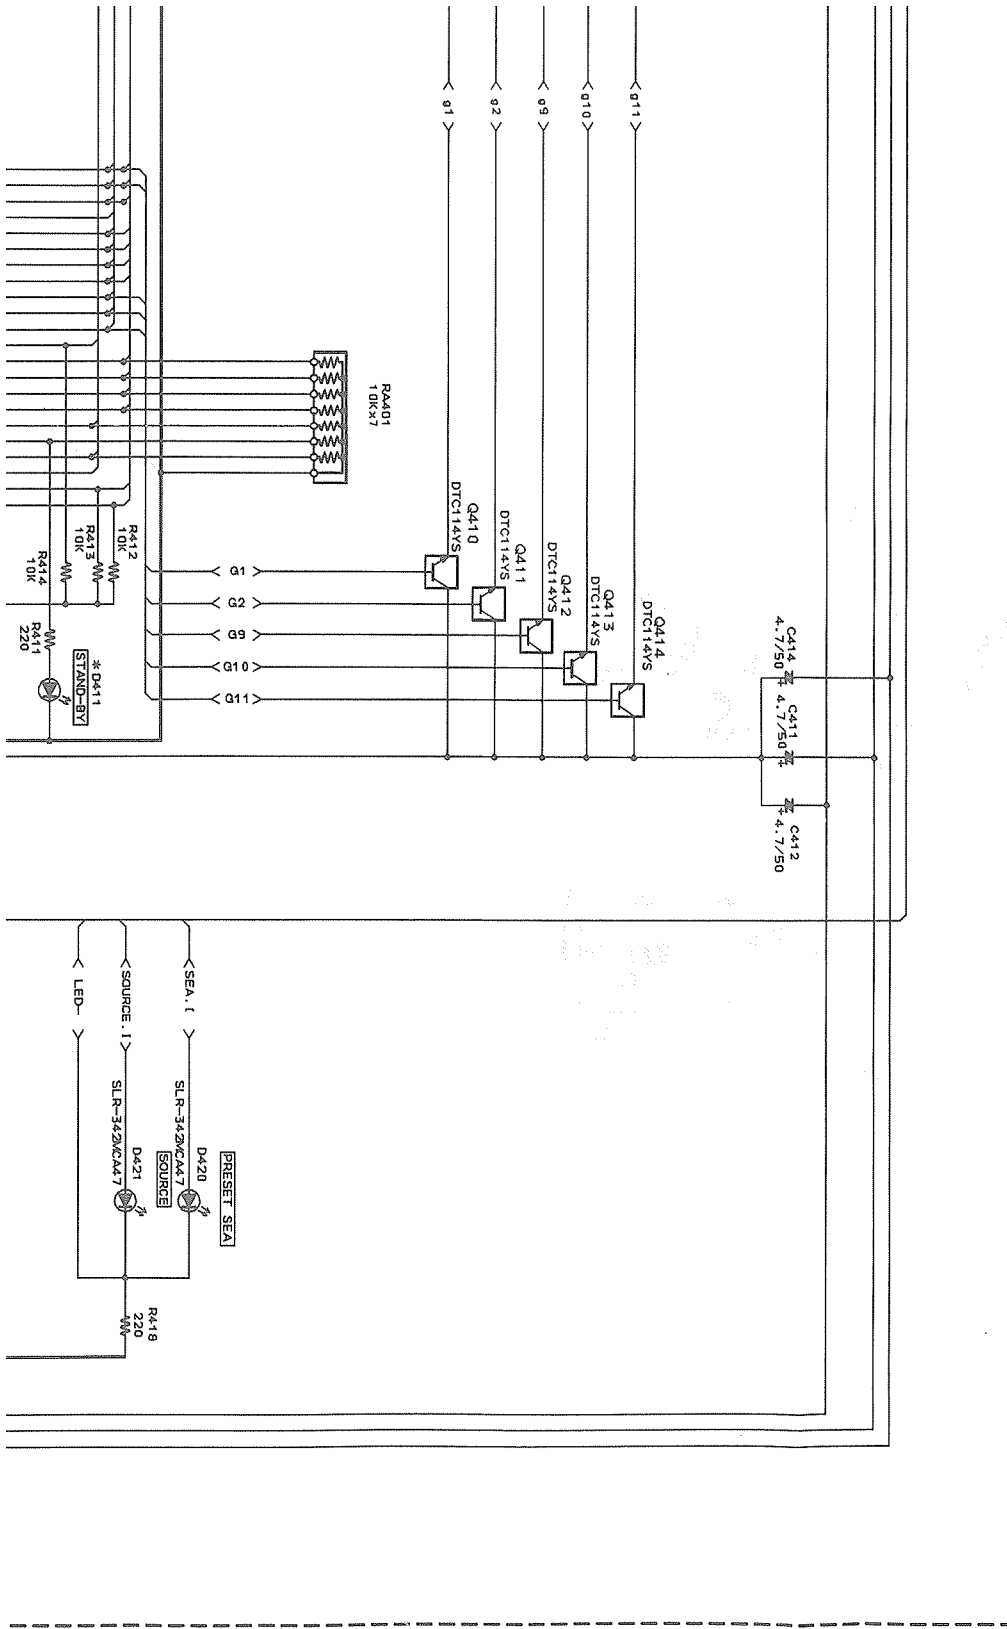 g1
g2
g9
g10
g11
RA401
10K×7
Q410
DTC114YS
Q411
DTC114YS
Q412
DTC114YS
Q413
DTC114YS
Q414
DTC114YS
R412
10K
R413
10K
R414
10K
G1
G2
G9
G10
G11
R411
220
*D411
STAND-BY
C414
4.7/50
+
C411
4.7/50
+
C412
+4.7/50
LED-
SOURCE.I
SEA.I
D421
SLR-342MCA47
SOURCE
D420
SLR-342MCA47
PRESET SEA
R418
220